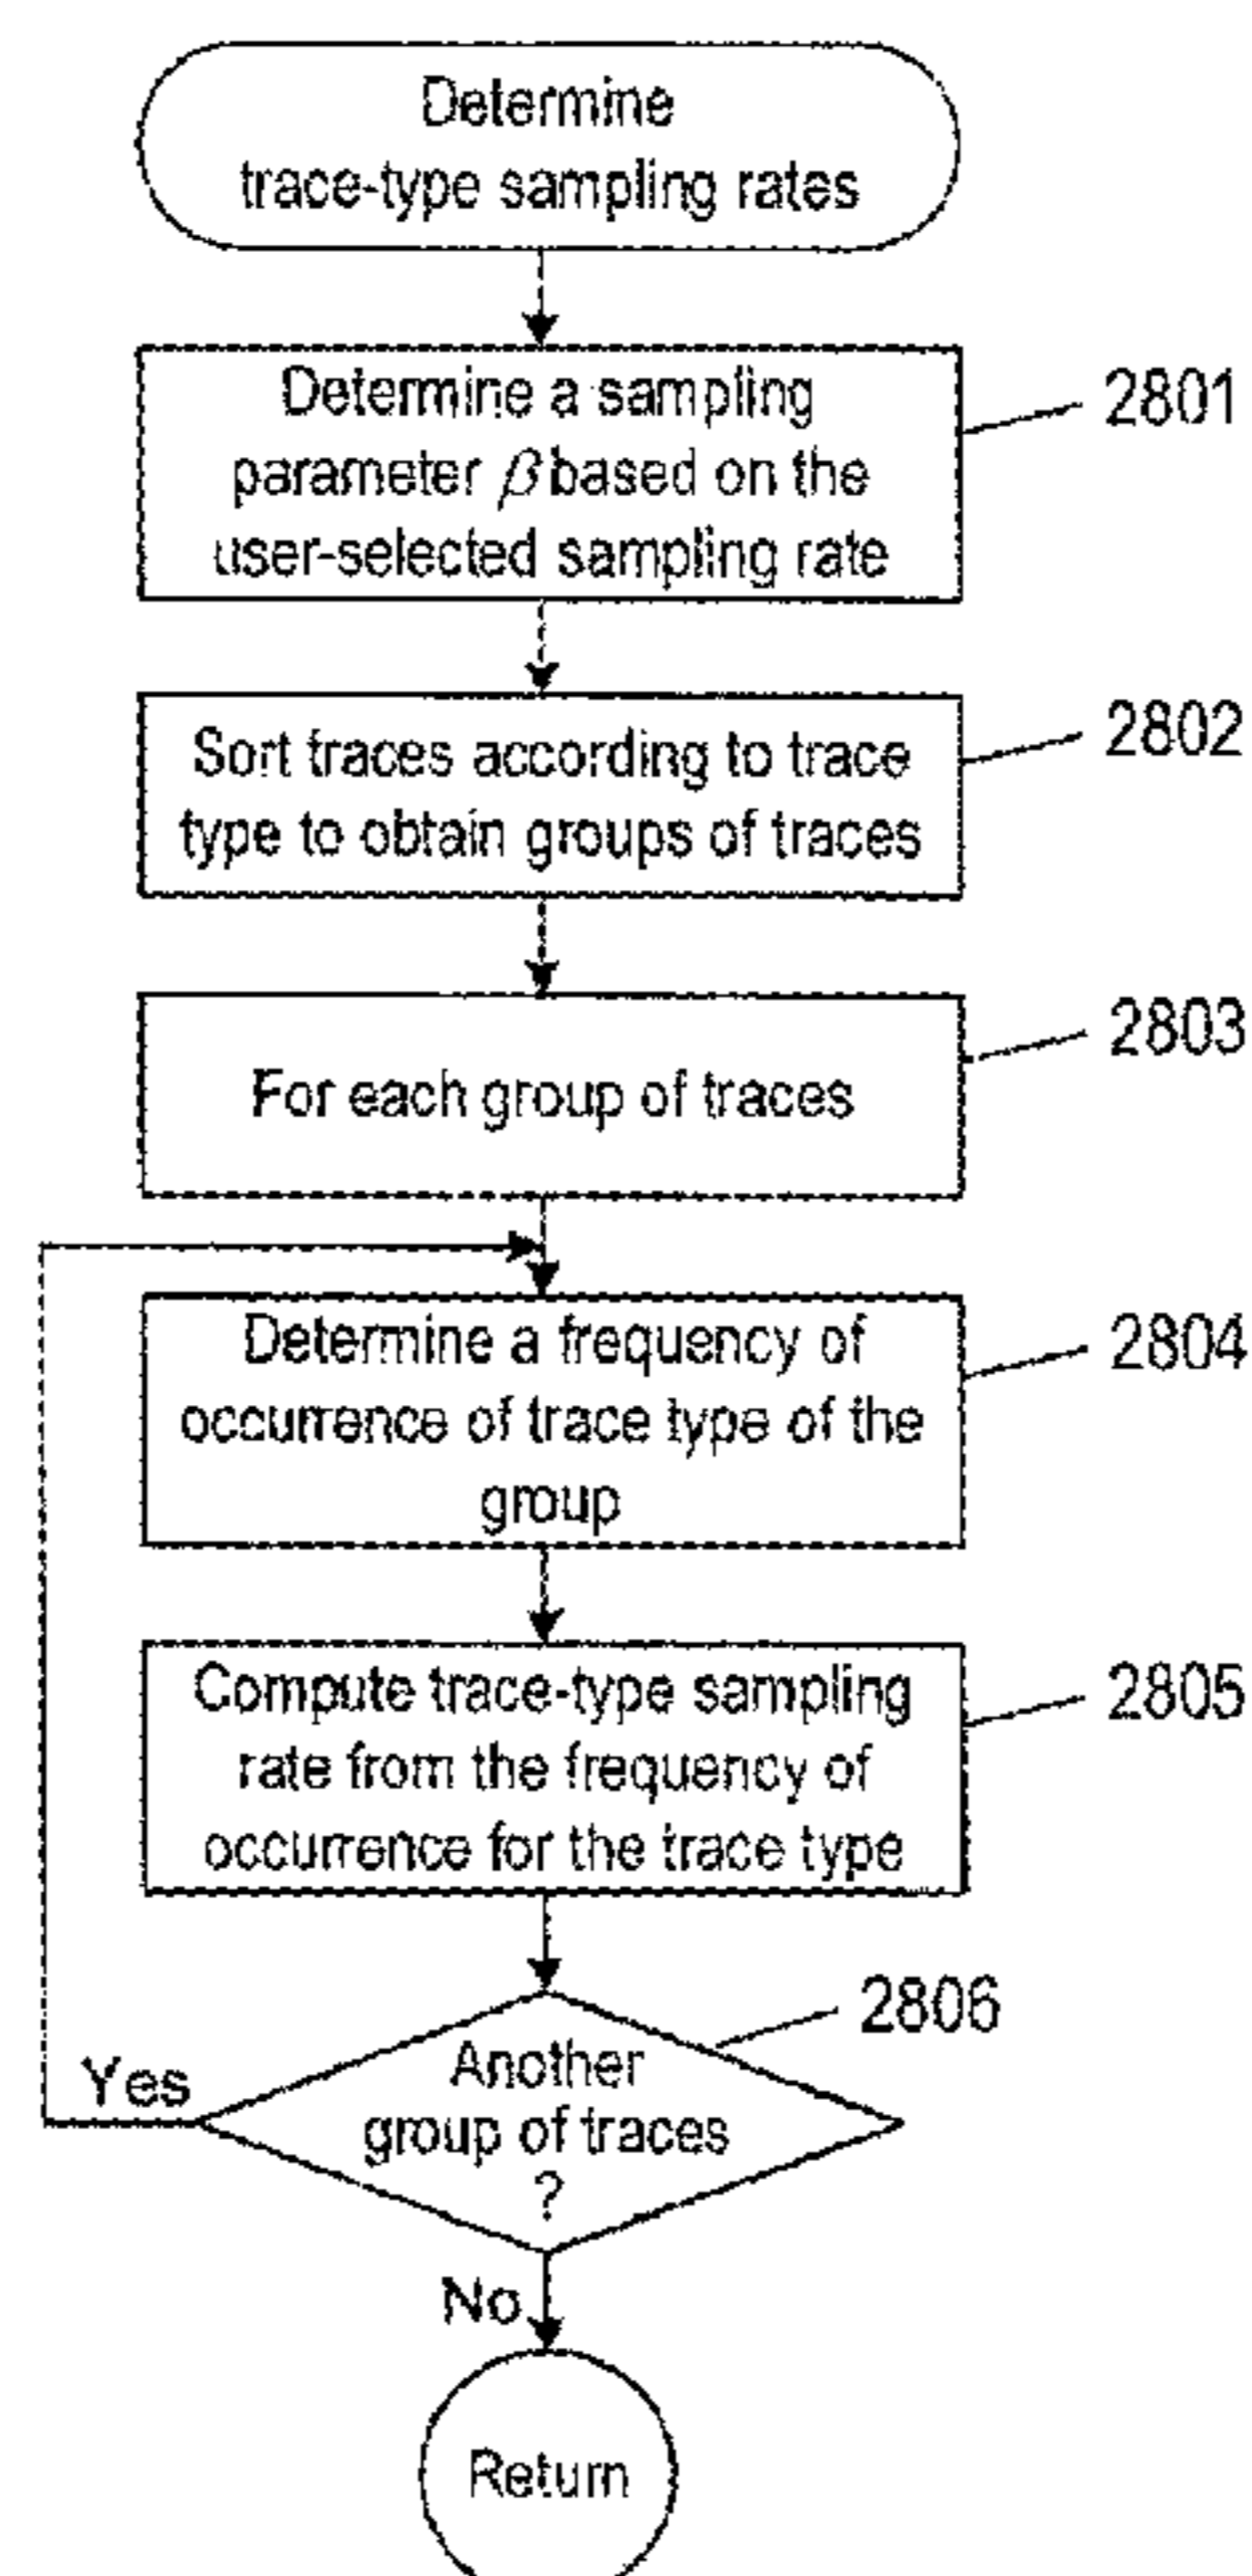 Determine
trace-type sampling rates
Determine a sampling
parameter β based on the
user-selected sampling rate
2801
Sort traces according to trace
type to obtain groups of traces
2802
For each group of traces
2803
Determine a frequency of
occurrence of trace type of the
group
2804
Compute trace-type sampling
rate from the frequency of
occurrence for the trace type
2805
Another
group of traces
?
2806
Yes
No
Return